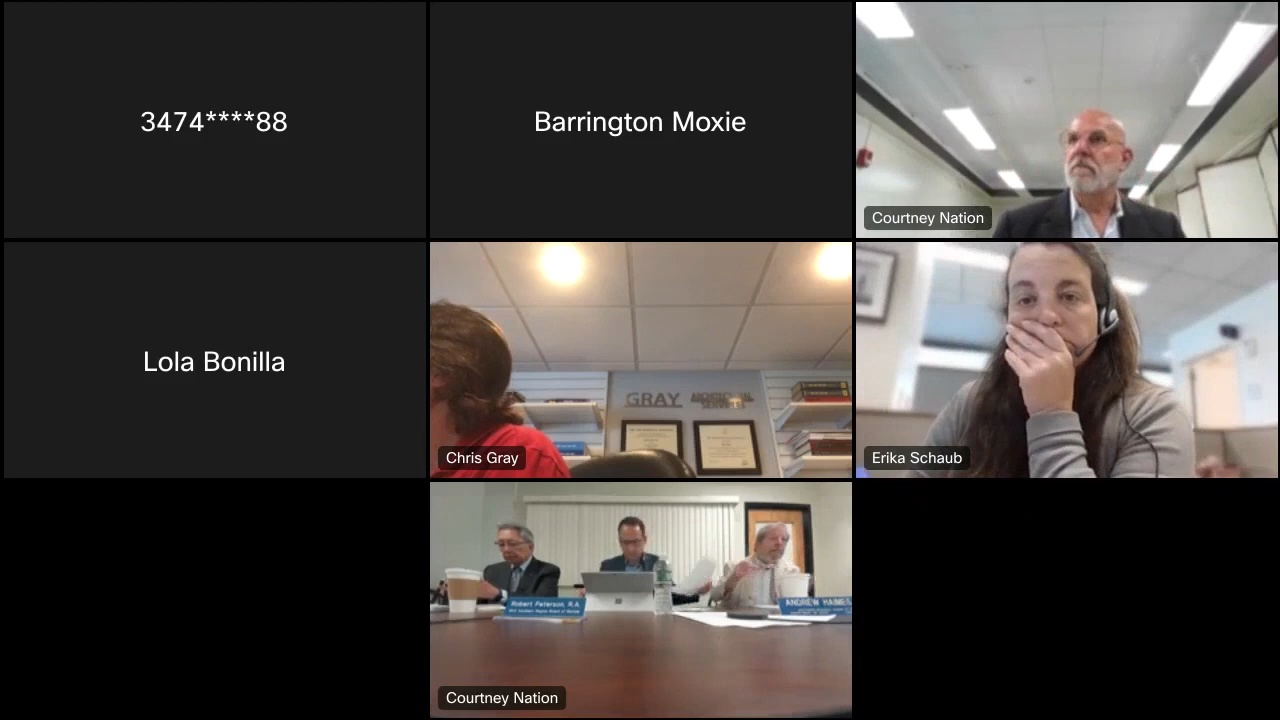 3474****88
Barrington Moxie
Courtney Nation
Lola Bonilla
GRAY
Chris Gray
Erika Schaub
Robert Peterson, R.A.
ANDREW HAINES
Courtney Nation